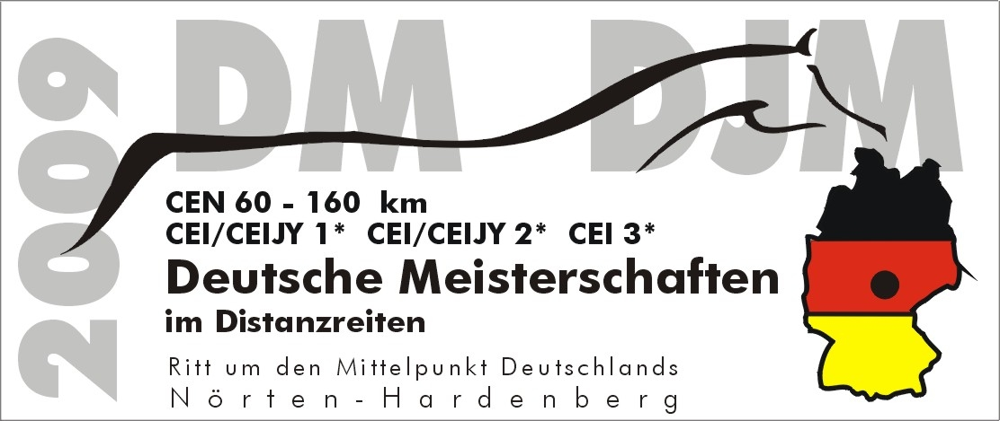 2009
DM DJM
CEN 60 - 160 km
CEI/CEIJY 1* CEI/CEIJY 2* CEI 3*
Deutsche Meisterschaften
im Distanzreiten
Ritt um den Mittelpunkt Deutschlands
Nörten-Hardenberg